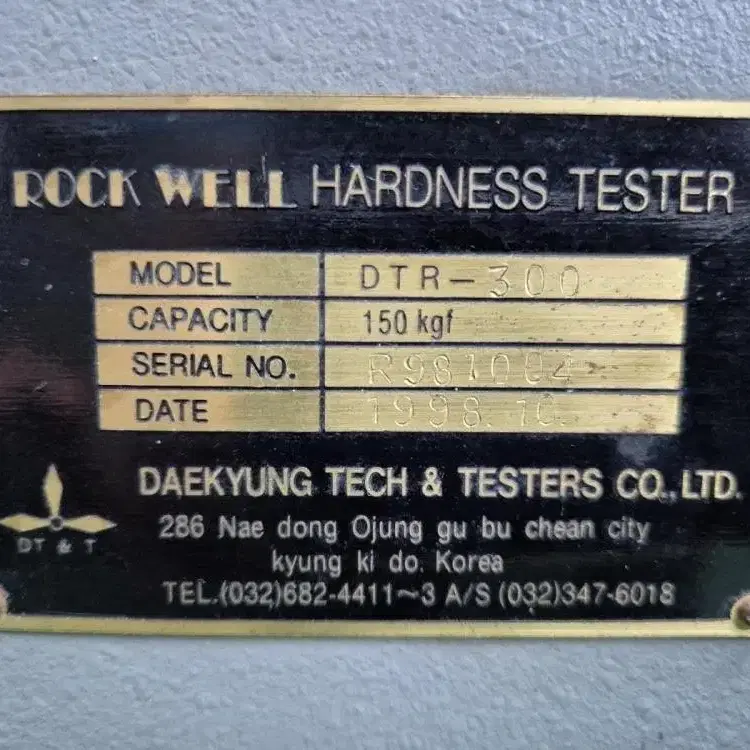 ROCK WELL HARDNESS TESTER
MODEL DTR-300
CAPACITY 150 kgf
SERIAL NO. R981004
DATE 1998.10.
DAEKYUNG TECH & TESTERS CO., LTD.
286 Nae dong Ojung gu bu chean city
DT & T
kyung ki do. Korea
TEL.(032)682-4411~3 A/S (032)347-6018